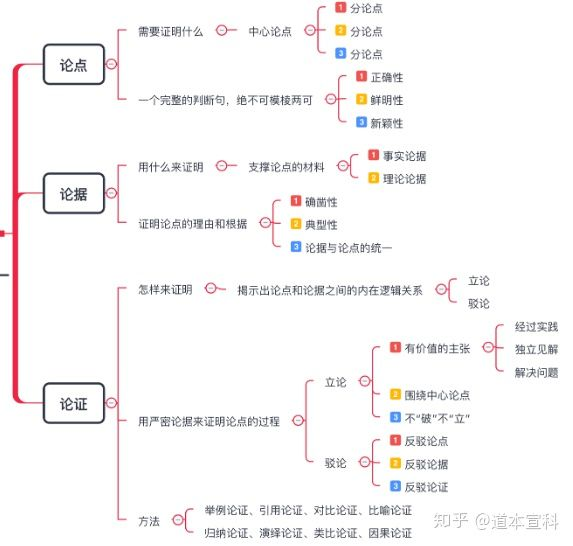 论点
需要证明什么
中心论点
1 分论点
2 分论点
3 分论点
一个完整的判断句，绝不可模棱两可
1 正确性
2 鲜明性
3 新颖性
论据
用什么来证明
支撑论点的材料
1 事实论据
2 理论论据
证明论点的理由和根据
1 确凿性
2 典型性
3 论据与论点的统一
论证
怎样来证明
揭示出论点和论据之间的内在逻辑关系
立论
驳论
用严密论据来证明论点的过程
立论
1 有价值的主张
经过实践
独立见解
解决问题
2 围绕中心论点
3 不“破”不“立”
驳论
1 反驳论点
2 反驳论据
3 反驳论证
方法
举例论证、引用论证、对比论证、比喻论证
归纳论证、演绎论证、类比论证、因果论证
知乎 @道本宣科